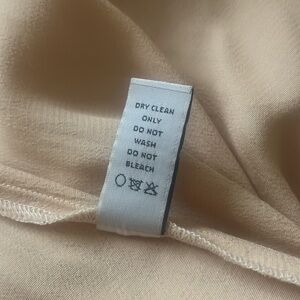 DRY CLEAN
ONLY
DO NOT
WASH
DO NOT
BLEACH